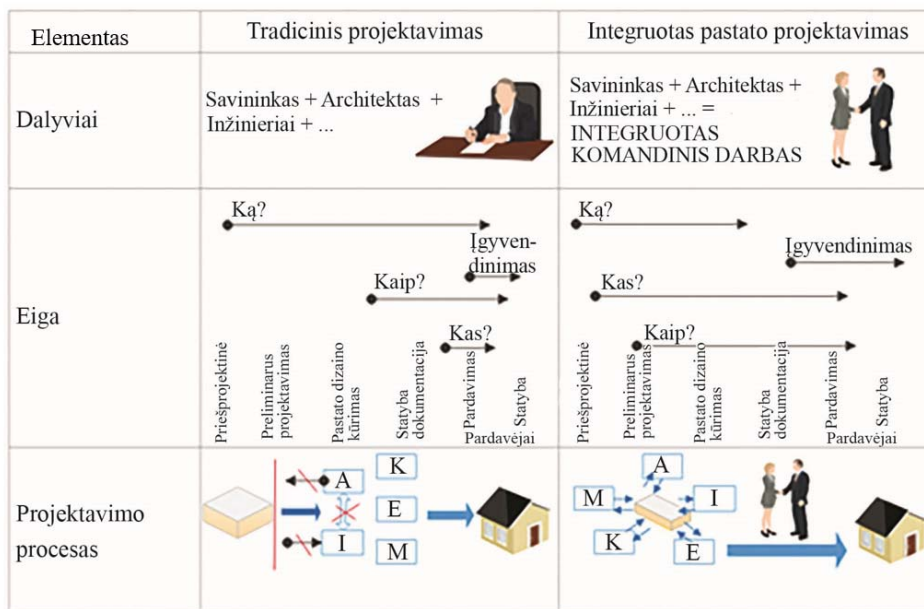 Elementas
Tradicinis projektavimas
Integruotas pastato projektavimas
Dalyviai
Savininkas + Architektas +
Inžinieriai + ...
Savininkas + Architektas +
Inžinieriai + ... =
INTEGRUOTAS
KOMANDINIS DARBAS
Eiga
Ką?
Įgyven-
dinimas
Kaip?
Kas?
Priešprojektinė
Preliminarus
projektavimas
Pastato dizaino
kūrimas
Statyba
dokumentacija
Pardavimas
Statyba
Pardavėjai
Ką?
Įgyvendinimas
Kas?
Kaip?
Priešprojektinė
Preliminarus
projektavimas
Pastato dizaino
kūrimas
Statyba
dokumentacija
Pardavimas
Statyba
Pardavėjai
Projektavimo
procesas
A
I
K
E
M
A
M
I
K
E